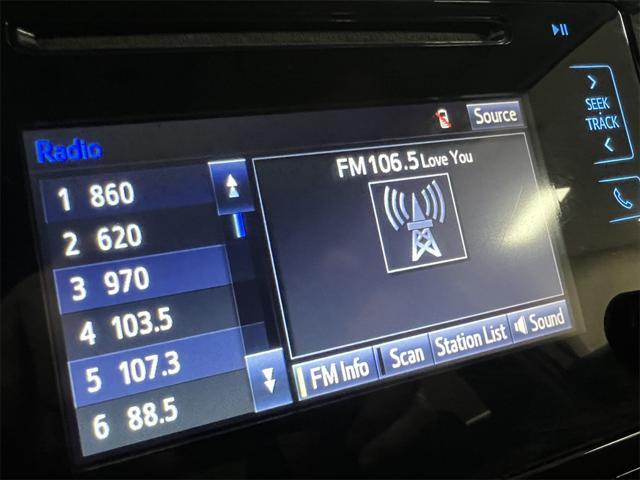 Source
SEEK
TRACK
Radio
FM106.5 Love You
1 860
2 620
3 970
4 103.5
5 107.3
6 88.5
FM Info
Scan
Station List
Sound